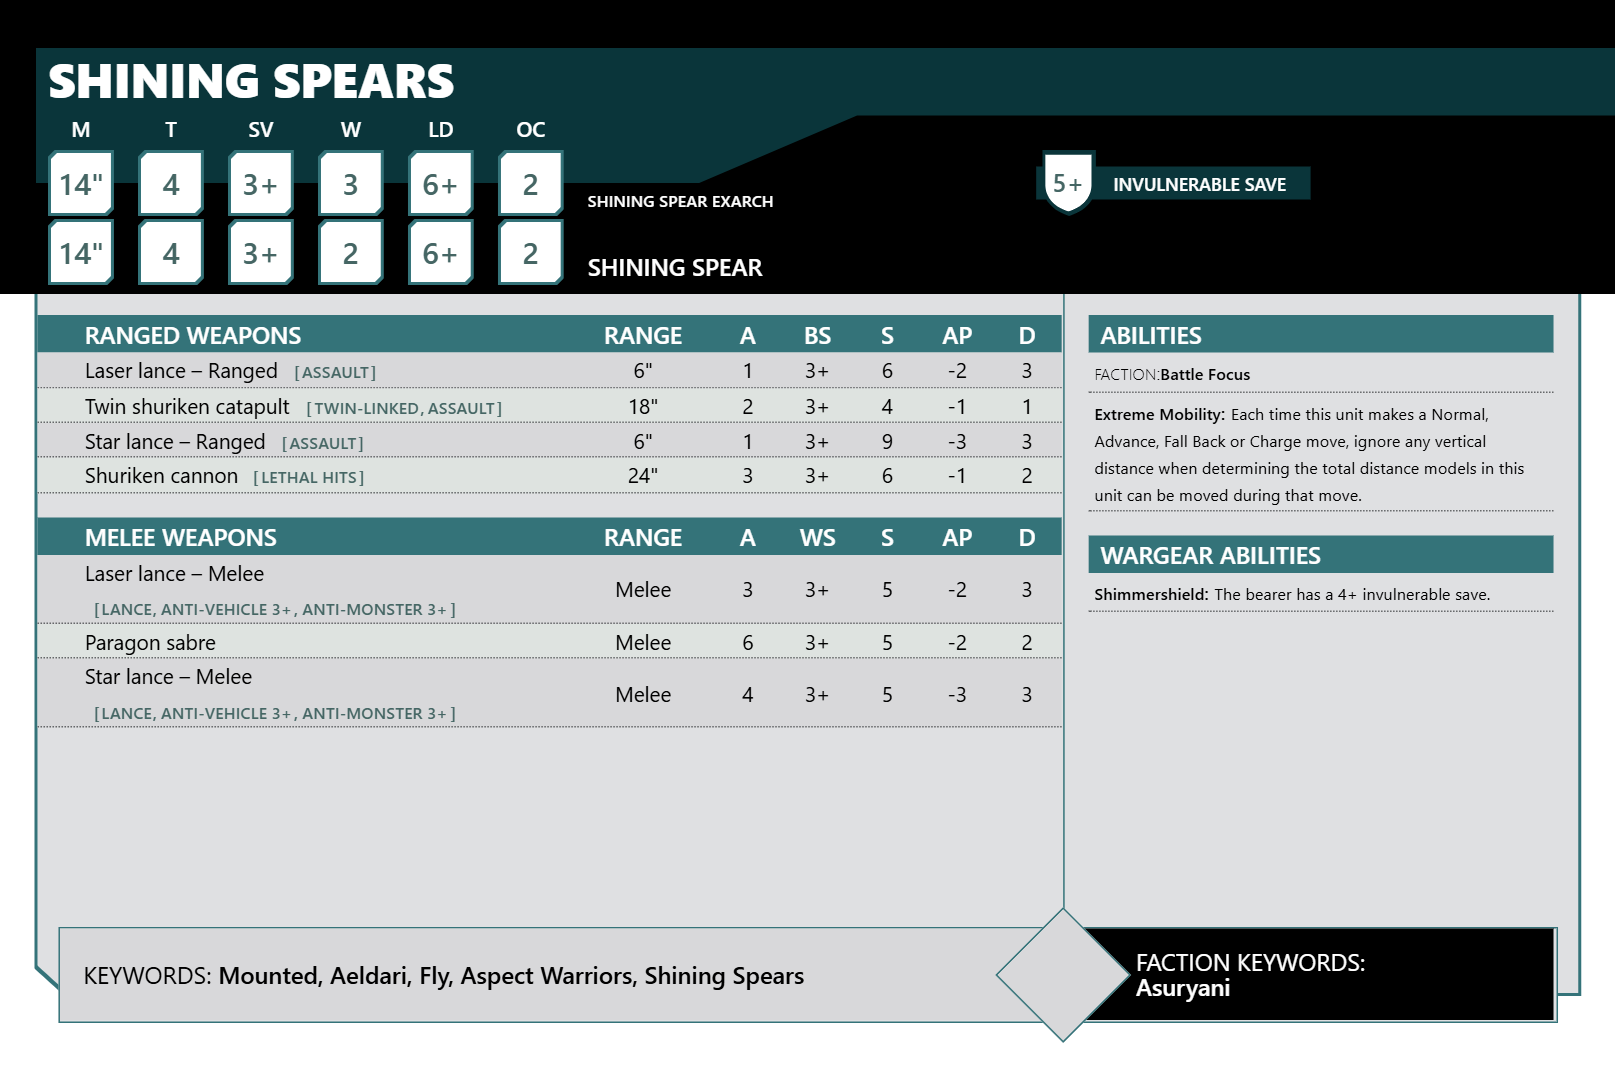 SHINING SPEARS
M T SV W LD OC
14" 4 3+ 3 6+ 2 SHINING SPEAR EXARCH
5+ INVULNERABLE SAVE
14" 4 3+ 2 6+ 2 SHINING SPEAR
RANGED WEAPONS RANGE A BS S AP D
Laser lance – Ranged [ASSAULT] 6" 1 3+ 6 -2 3
Twin shuriken catapult [TWIN-LINKED, ASSAULT] 18" 2 3+ 4 -1 1
Star lance – Ranged [ASSAULT] 6" 1 3+ 9 -3 3
Shuriken cannon [LETHAL HITS] 24" 3 3+ 6 -1 2
MELEE WEAPONS RANGE A WS S AP D
Laser lance – Melee
Melee 3 3+ 5 -2 3
[LANCE, ANTI-VEHICLE 3+, ANTI-MONSTER 3+]
Paragon sabre Melee 6 3+ 5 -2 2
Star lance – Melee
Melee 4 3+ 5 -3 3
[LANCE, ANTI-VEHICLE 3+, ANTI-MONSTER 3+]
ABILITIES
FACTION:Battle Focus
Extreme Mobility: Each time this unit makes a Normal,
Advance, Fall Back or Charge move, ignore any vertical
distance when determining the total distance models in this
unit can be moved during that move.
WARGEAR ABILITIES
Shimmershield: The bearer has a 4+ invulnerable save.
KEYWORDS: Mounted, Aeldari, Fly, Aspect Warriors, Shining Spears
FACTION KEYWORDS:
Asuryani